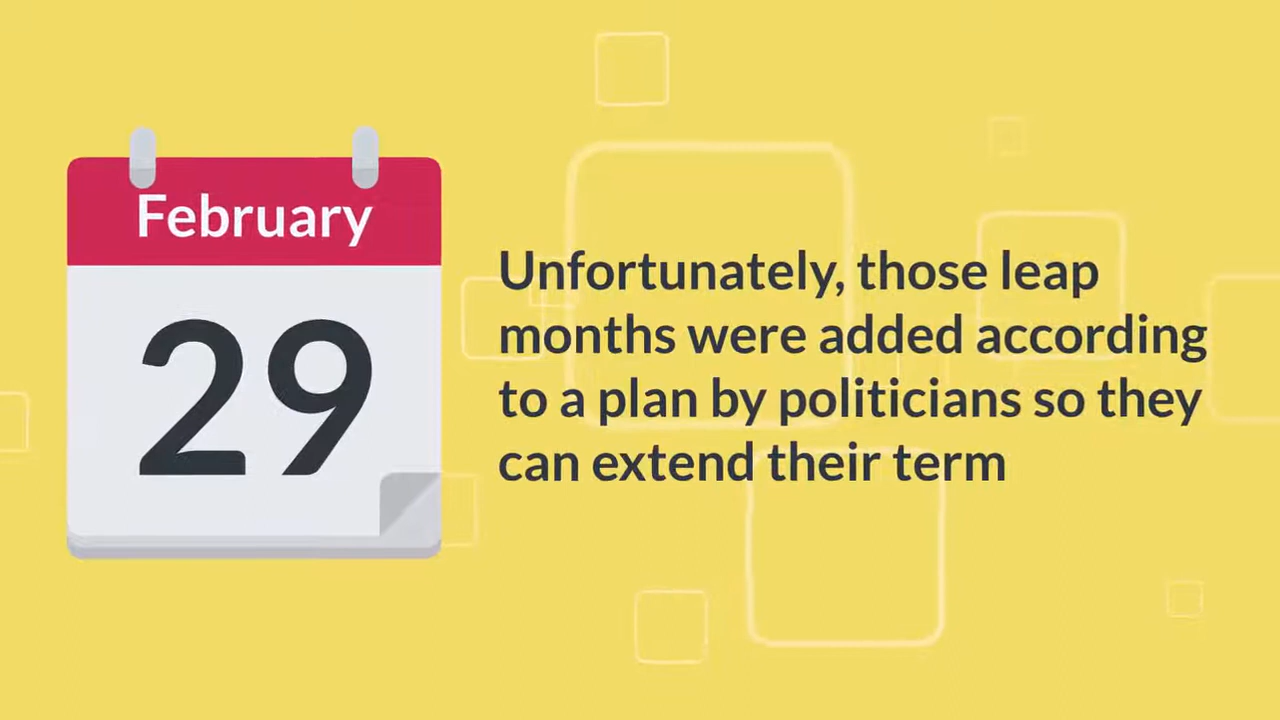 February
29
Unfortunately, those leap
months were added according
to a plan by politicians so they
can extend their term